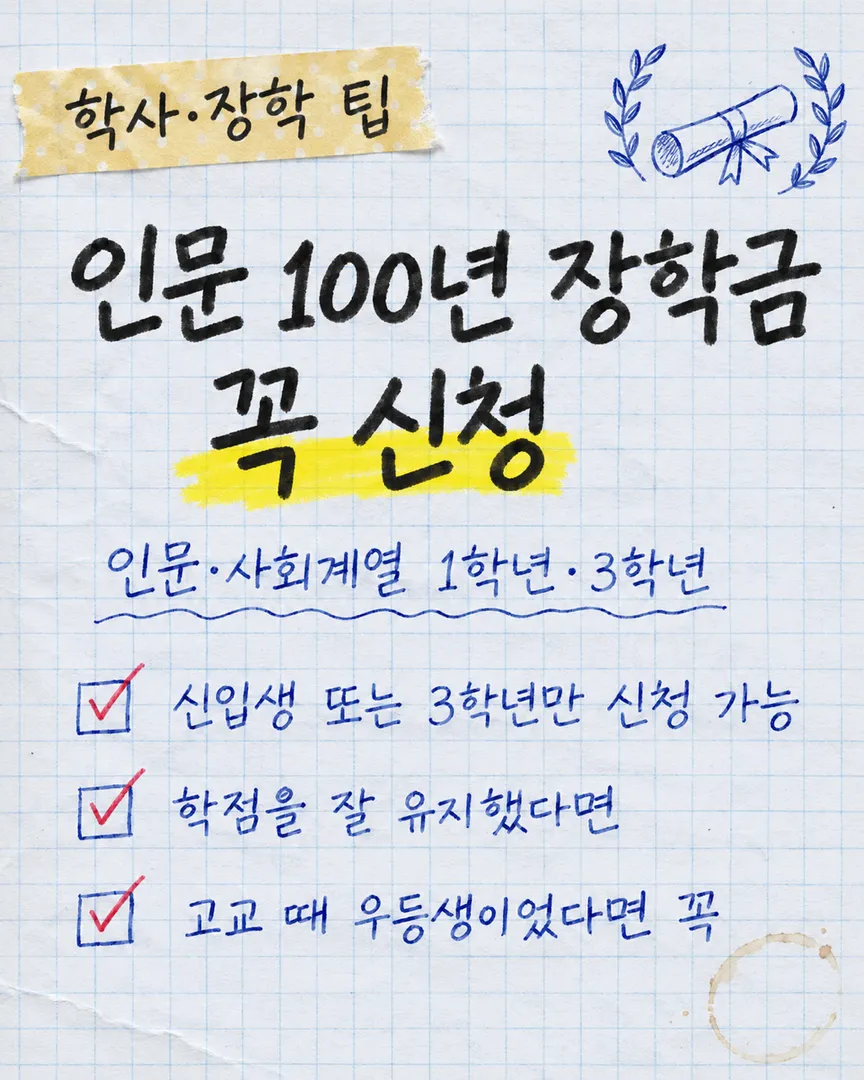 학사·장학 팁
인문 100년 장학금
꼭 신청
인문·사회계열 1학년·3학년
신입생 또는 3학년만 신청 가능
학점을 잘 유지했다면
고교 때 우등생이었다면 꼭